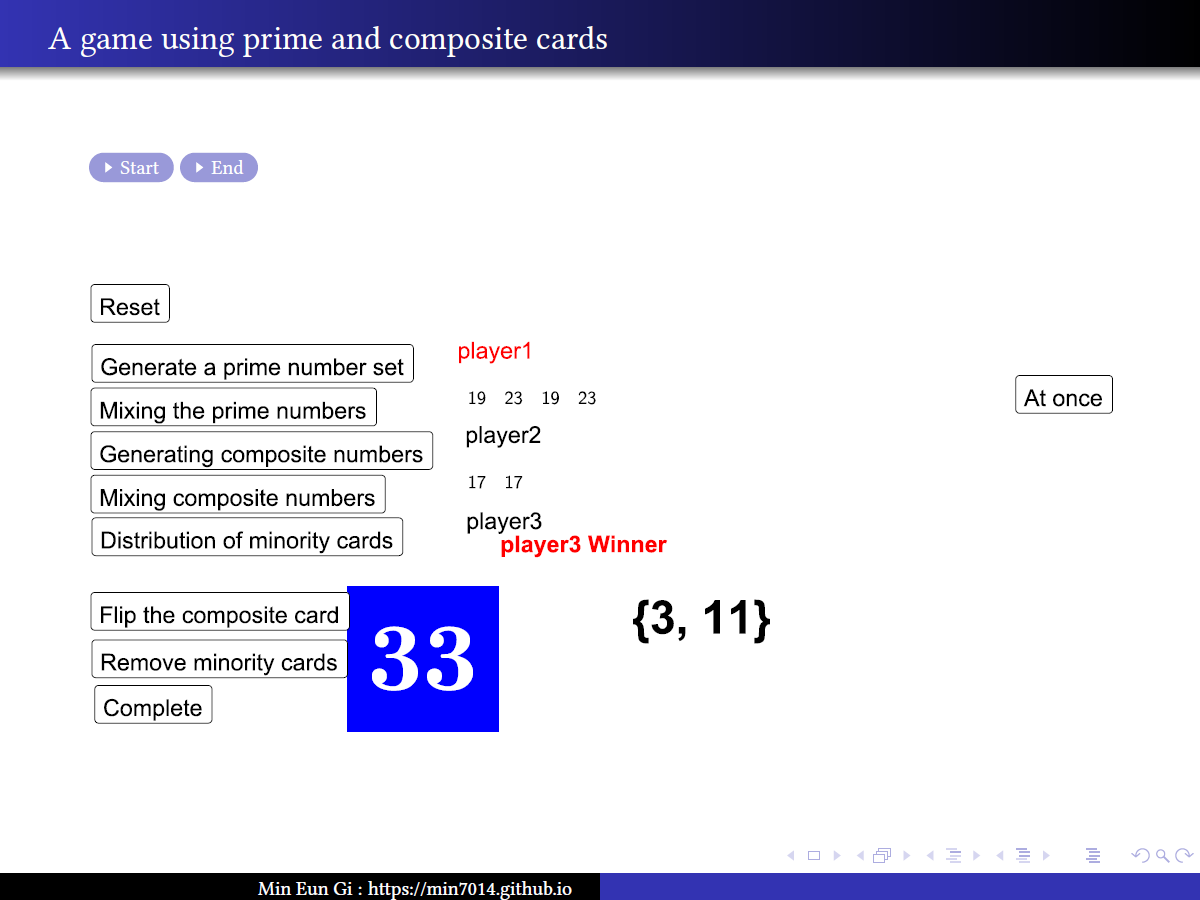 A game using prime and composite cards
Start End
Reset
Generate a prime number set
player1
Mixing the prime numbers
19 23 19 23
At once
Generating composite numbers
player2
Mixing composite numbers
17 17
Distribution of minority cards
player3
player3 Winner
Flip the composite card
Remove minority cards
Complete
33
{3, 11}
Min Eun Gi : https://min7014.github.io